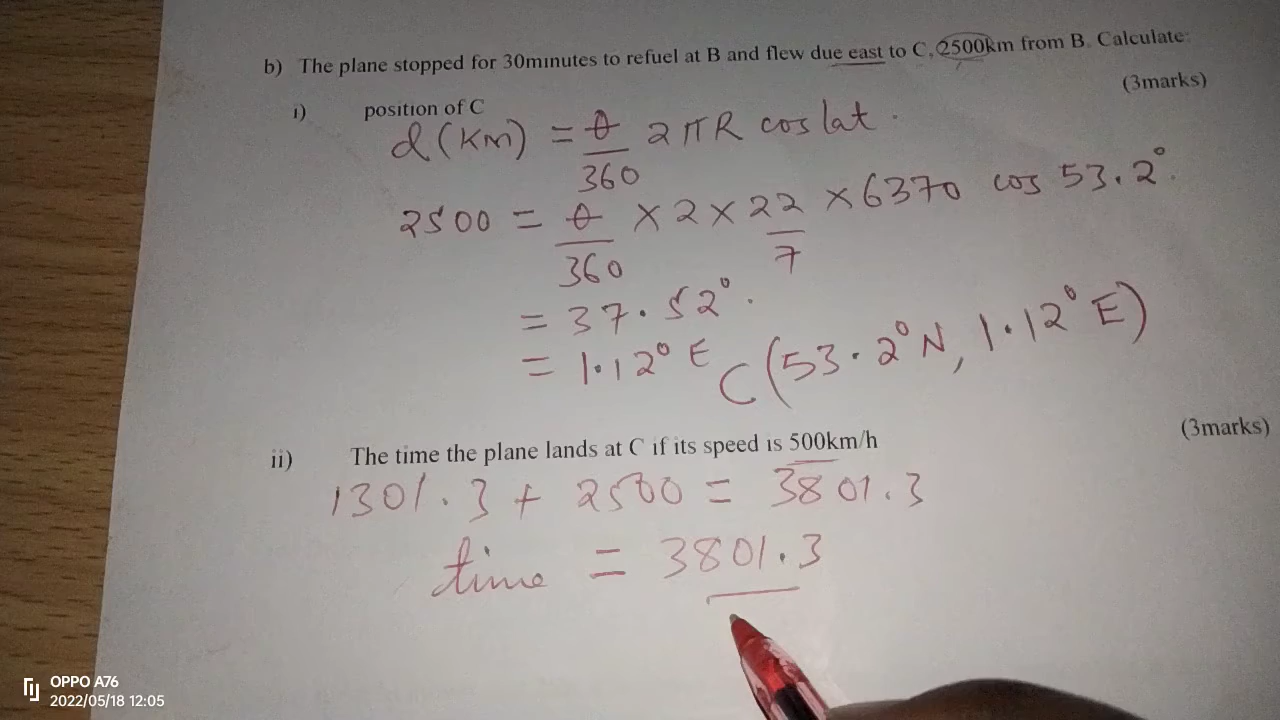 b) The plane stopped for 30minutes to refuel at B and flew due east to C, 2500km from B. Calculate:
i) position of C (3marks)
d(KM) = θ/360 2πR cos lat.
2500 = θ/360 × 2 × 22/7 × 6370 cos 53.2°.
= 37.52°.
= 1.12° E C(53.2°N, 1.12° E)
ii) The time the plane lands at C if its speed is 500km/h (3marks)
1301.3 + 2500 = 3801.3
time = 3801.3
OPPO A76
2022/05/18 12:05